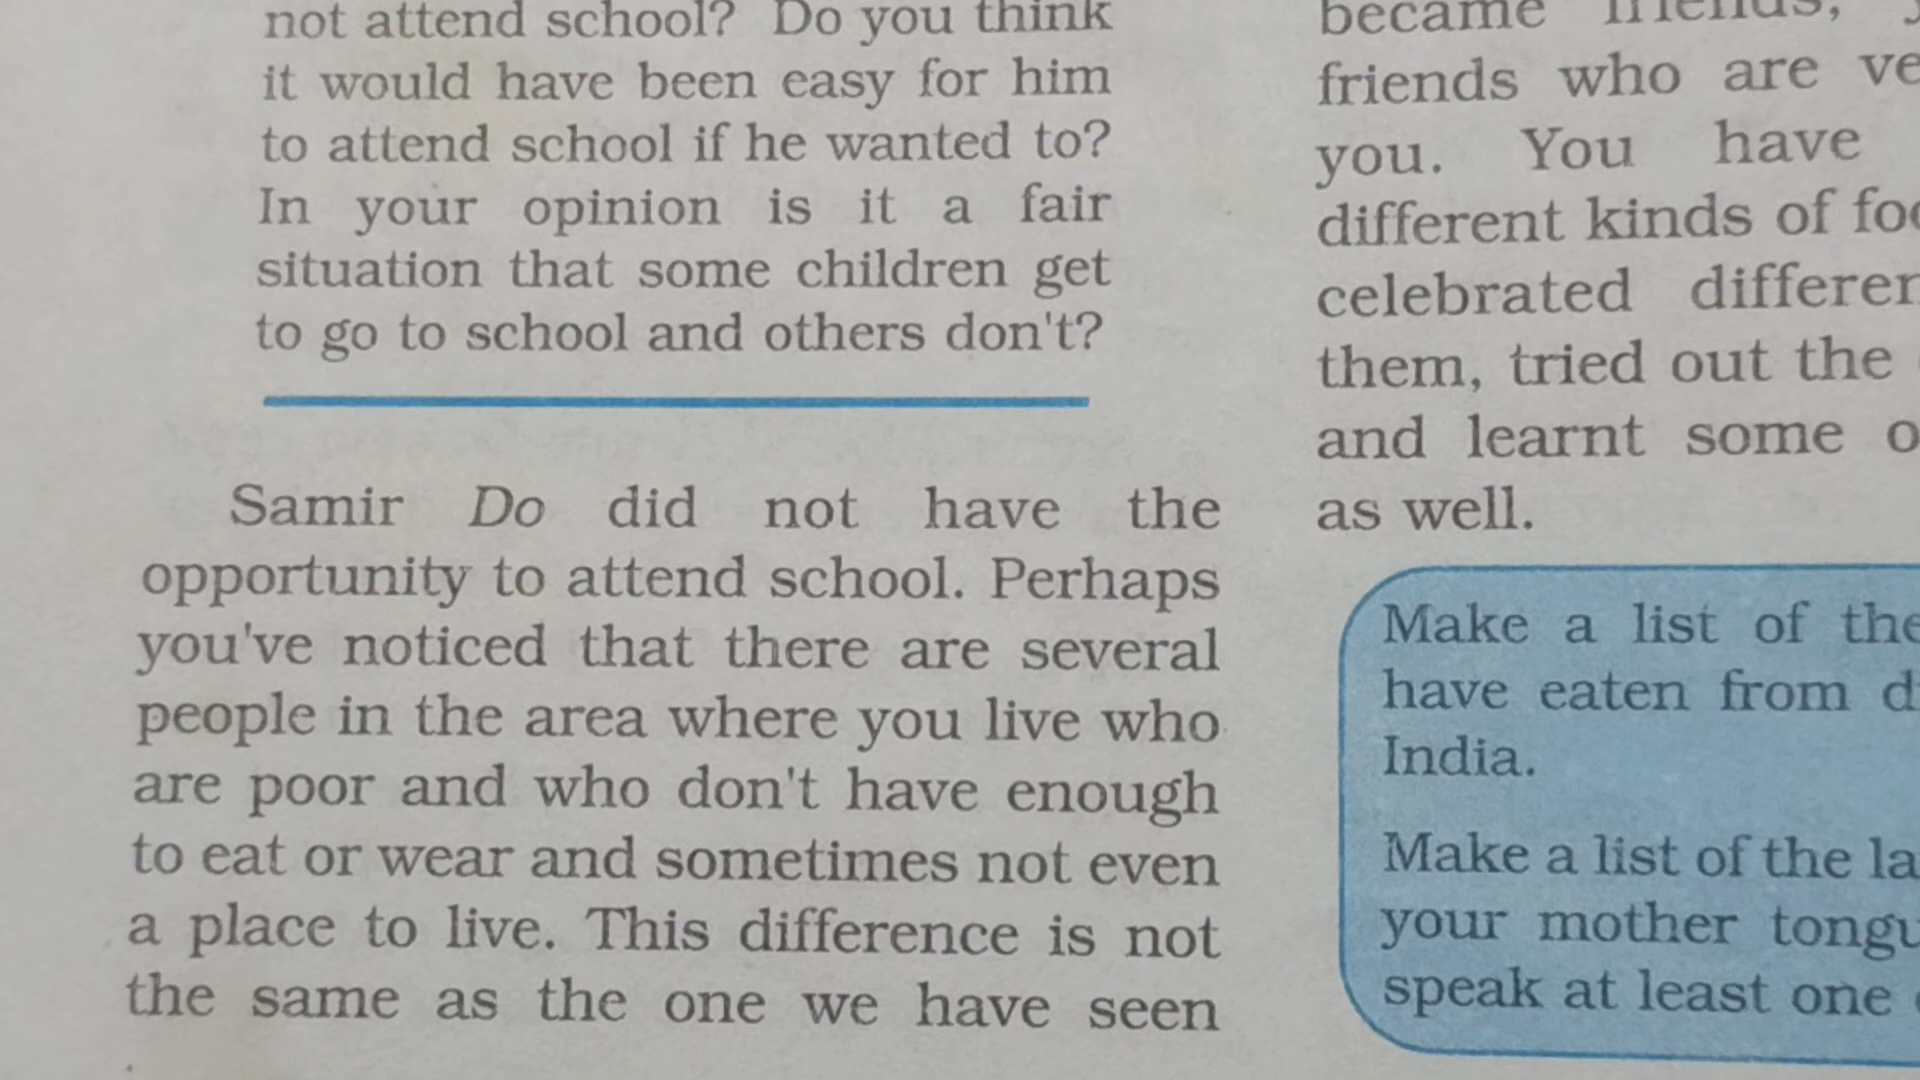 not attend school? Do you think
it would have been easy for him
to attend school if he wanted to?
In your opinion is it a fair
situation that some children get
to go to school and others don't?
Samir Do did not have the
opportunity to attend school. Perhaps
you've noticed that there are several
people in the area where you live who
are poor and who don't have enough
to eat or wear and sometimes not even
a place to live. This difference is not
the same as the one we have seen
became friends,
friends who are
you. You have
different kinds of
celebrated
them, tried out the
and learnt some
as well.
Make a list of
have eaten from
India.
Make a list of the
your mother
speak at least one